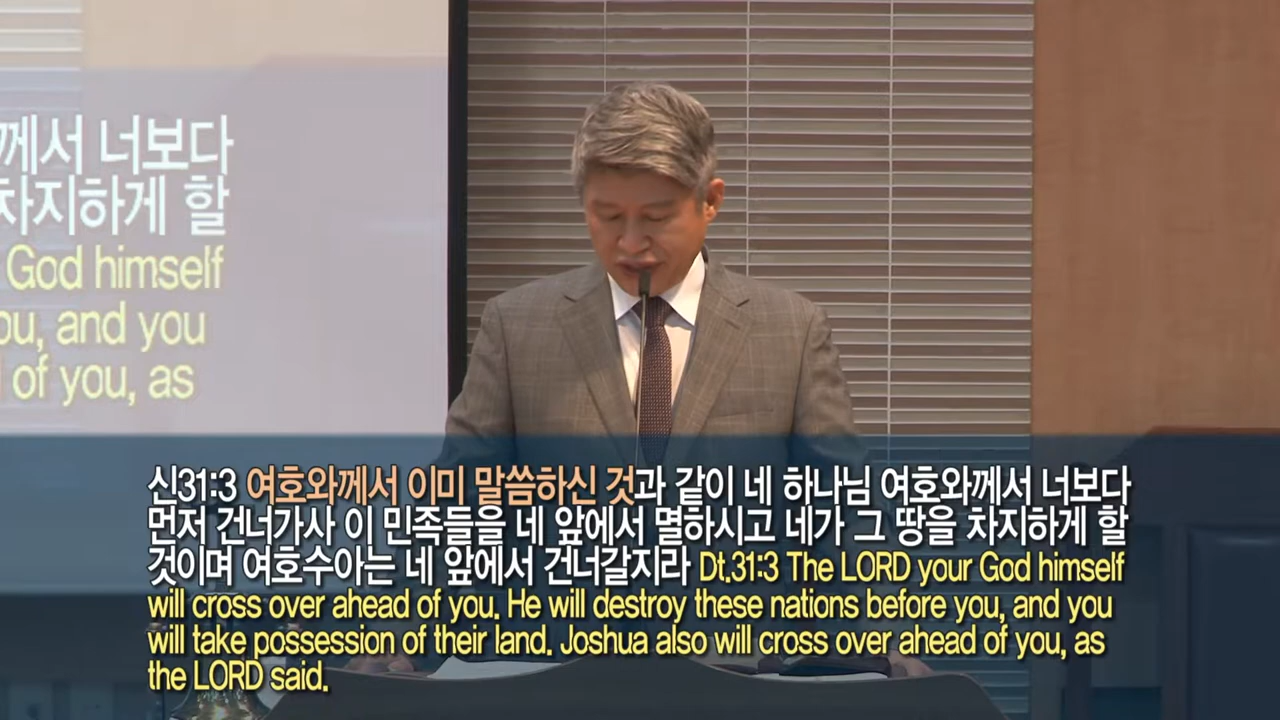 께서 너보다
차지하게 할
God himself
ou, and you
of you, as
신31:3 여호와께서 이미 말씀하신 것과 같이 네 하나님 여호와께서 너보다
먼저 건너가사 이 민족들을 네 앞에서 멸하시고 네가 그 땅을 차지하게 할
것이며 여호수아는 네 앞에서 건너갈지라 Dt.31:3 The LORD your God himself
will cross over ahead of you. He will destroy these nations before you, and you
will take possession of their land. Joshua also will cross over ahead of you, as
the LORD said.